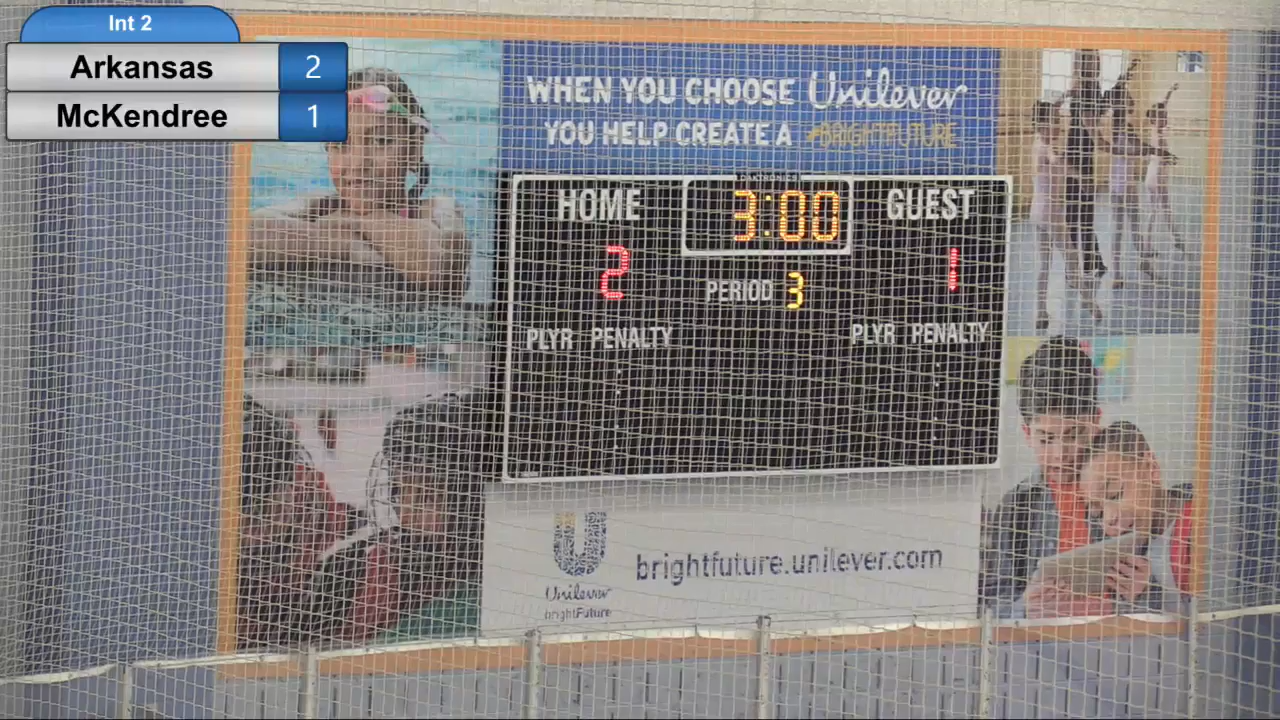 Int 2
Arkansas 2
McKendree 1
WHEN YOU CHOOSE Unilever
YOU HELP CREATE A #BRIGHTFUTURE
HOME 3:00 GUEST
2 PERIOD 3 1
PLYR PENALTY PLYR PENALTY
Unilever
brightFuture
brightfuture.unilever.com